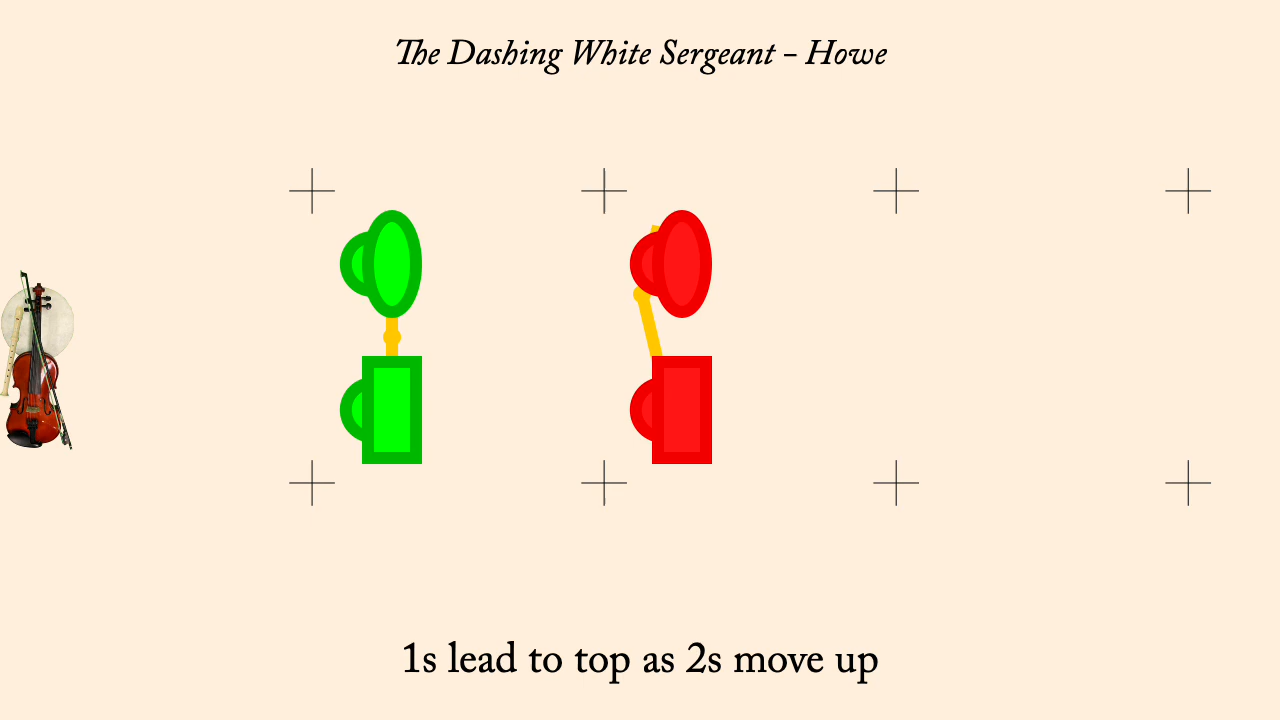 The Dashing White Sergeant – Howe
1s lead to top as 2s move up